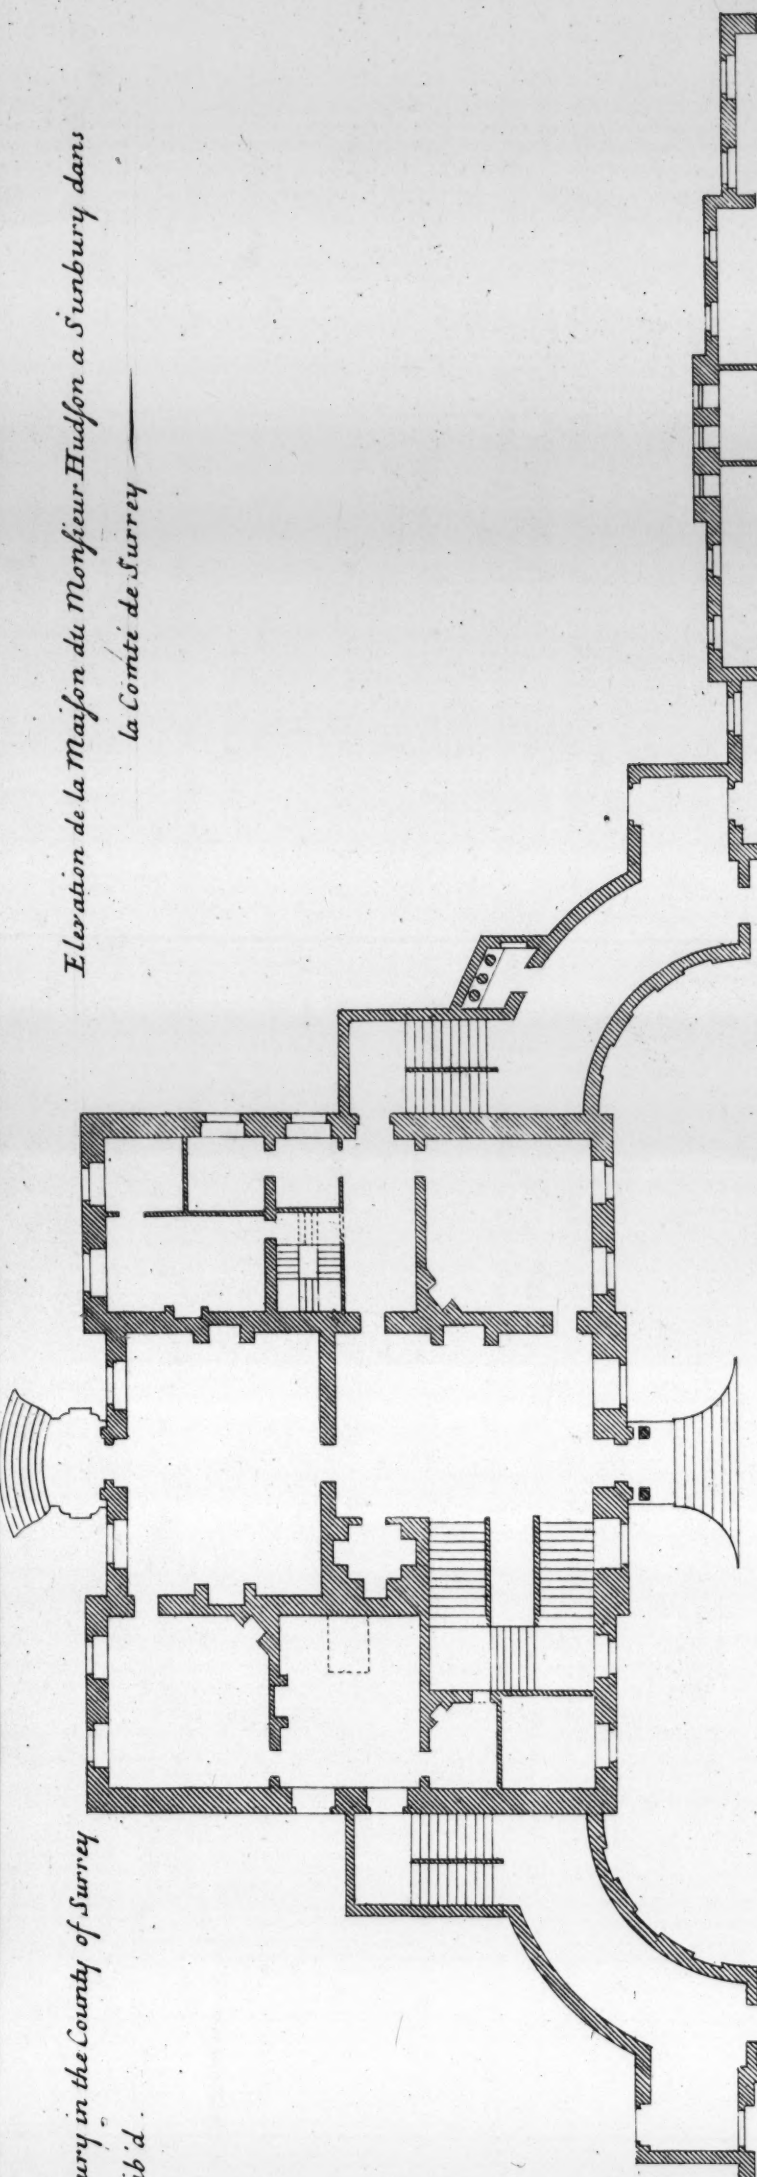 Elevation de la Maiſon du Monſieur Hudſon a Sunbury dans
la Comté de Surrey
ury in the County of Surrey
ib'd.